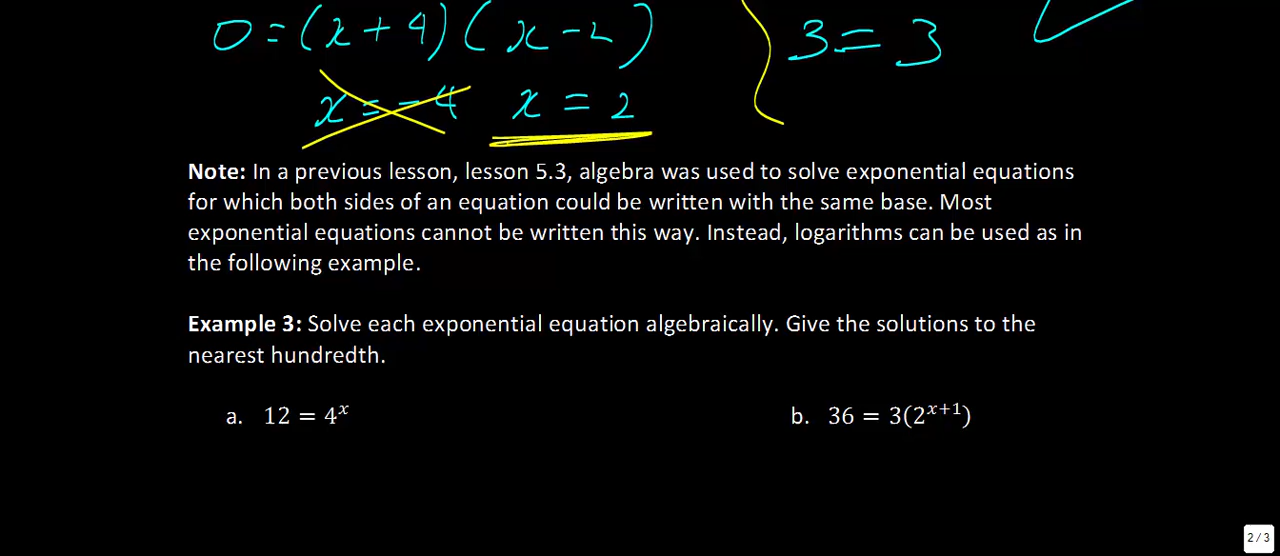 0 = (x + 4)(x - 2)
3 = 3
x = -4 x = 2
Note: In a previous lesson, lesson 5.3, algebra was used to solve exponential equations
for which both sides of an equation could be written with the same base. Most
exponential equations cannot be written this way. Instead, logarithms can be used as in
the following example.
Example 3: Solve each exponential equation algebraically. Give the solutions to the
nearest hundredth.
a. 12 = 4ˣ
b. 36 = 3(2ˣ⁺¹)
2 / 3